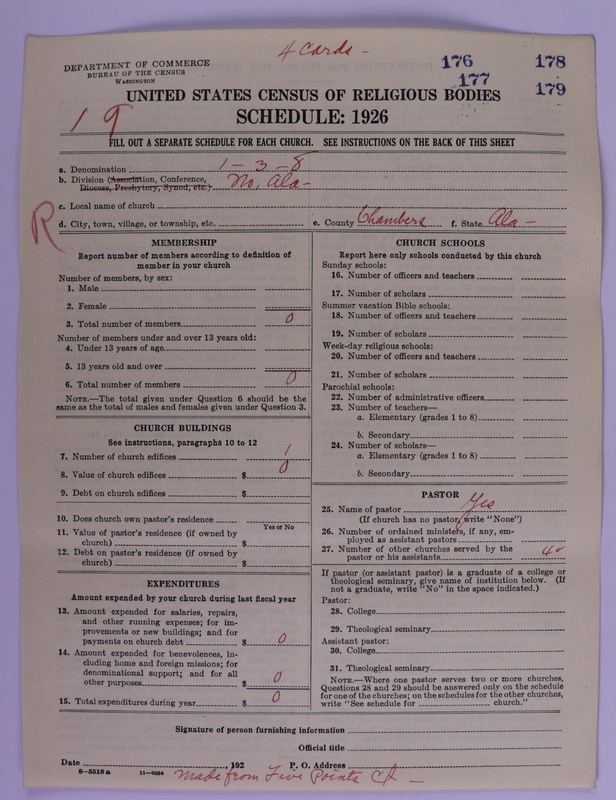 4 Cards -
176 178
177 179
DEPARTMENT OF COMMERCE
BUREAU OF THE CENSUS
WASHINGTON
UNITED STATES CENSUS OF RELIGIOUS BODIES
SCHEDULE: 1926
19
FILL OUT A SEPARATE SCHEDULE FOR EACH CHURCH. SEE INSTRUCTIONS ON THE BACK OF THIS SHEET
a. Denomination 1-3-8
b. Division (Association, Conference, No, Ala-
Diocese, Presbytery, Synod, etc.)
c. Local name of church
R
d. City, town, village, or township, etc. e. County Chambers f. State Ala -
MEMBERSHIP
Report number of members according to definition of
member in your church
Number of members, by sex:
1. Male
2. Female
3. Total number of members 0
Number of members under and over 13 years old:
4. Under 13 years of age
5. 13 years old and over
6. Total number of members 0
NOTE.—The total given under Question 6 should be the
same as the total of males and females given under Question 3.
CHURCH BUILDINGS
See instructions, paragraphs 10 to 12
7. Number of church edifices 1
8. Value of church edifices $ 0
9. Debt on church edifices $
10. Does church own pastor's residence
Yes or No
11. Value of pastor's residence (if owned by
church) $
12. Debt on pastor's residence (if owned by
church) $
EXPENDITURES
Amount expended by your church during last fiscal year
13. Amount expended for salaries, repairs,
and other running expenses; for im-
provements or new buildings; and for
payments on church debt $ 0
14. Amount expended for benevolences, in-
cluding home and foreign missions; for
denominational support; and for all
other purposes $ 0
15. Total expenditures during year $ 0
CHURCH SCHOOLS
Report here only schools conducted by this church
Sunday schools:
16. Number of officers and teachers
17. Number of scholars
Summer vacation Bible schools:
18. Number of officers and teachers
19. Number of scholars
Week-day religious schools:
20. Number of officers and teachers
21. Number of scholars
Parochial schools:
22. Number of administrative officers
23. Number of teachers—
a. Elementary (grades 1 to 8)
b. Secondary
24. Number of scholars—
a. Elementary (grades 1 to 8)
b. Secondary
PASTOR
25. Name of pastor Yes
(If church has no pastor, write "None")
26. Number of ordained ministers, if any, em-
ployed as assistant pastors
27. Number of other churches served by the
pastor or his assistants 4
If pastor (or assistant pastor) is a graduate of a college or
theological seminary, give name of institution below. (If
not a graduate, write "No" in the space indicated.)
Pastor:
28. College
29. Theological seminary
Assistant pastor:
30. College
31. Theological seminary
NOTE.—Where one pastor serves two or more churches,
Questions 28 and 29 should be answered only on the schedule
for one of the churches; on the schedules for the other churches,
write "See schedule for church."
Signature of person furnishing information
Official title
Date , 192 P. O. Address
8-5518a 11-9094 Made from Five Points Ch -